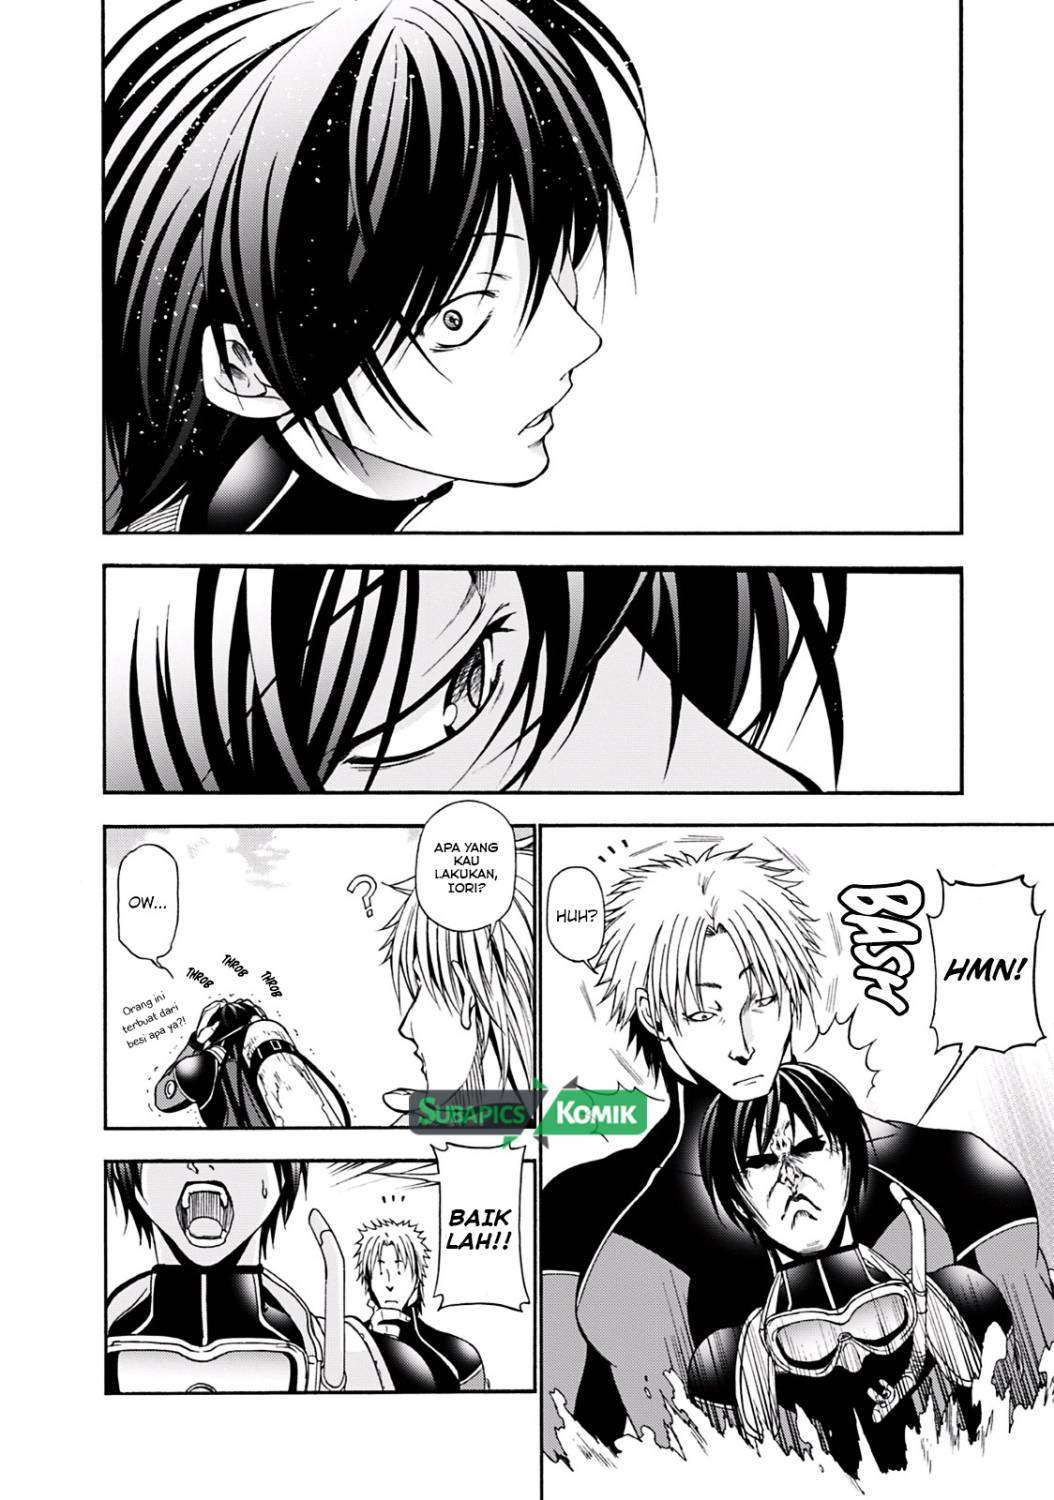 HMN!
BASH
HUH?
APA YANG
KAU
LAKUKAN,
IORI?
?
OW...
THROB
THROB
THROB
Orang ini
terbuat dari
besi apa ya?!
SUBAPICS KOMIK
BAIK
LAH!!